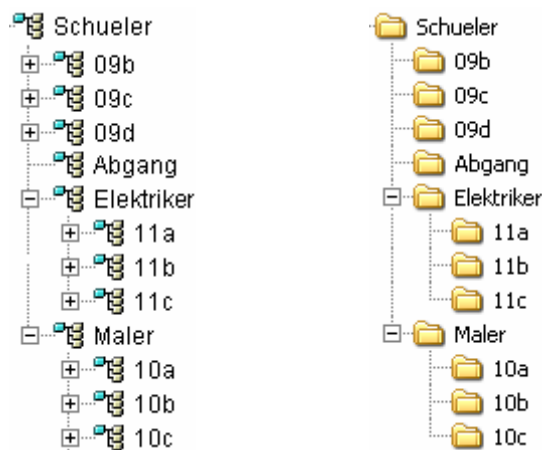 Schueler
09b
09c
09d
Abgang
Elektriker
11a
11b
11c
Maler
10a
10b
10c
Schueler
09b
09c
09d
Abgang
Elektriker
11a
11b
11c
Maler
10a
10b
10c